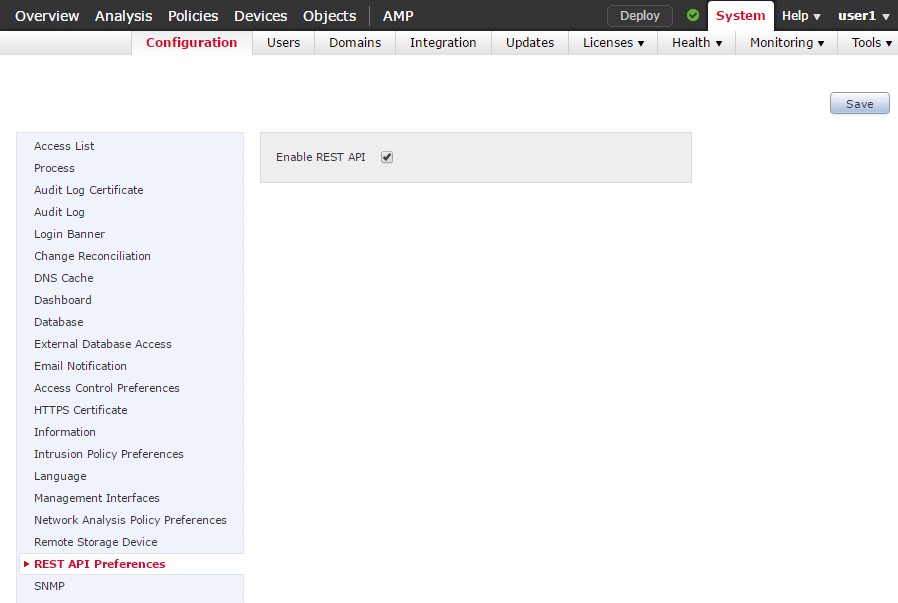 Overview Analysis Policies Devices Objects AMP Deploy System Help user1
Configuration Users Domains Integration Updates Licenses Health Monitoring Tools
Save
Access List
Process
Audit Log Certificate
Audit Log
Login Banner
Change Reconciliation
DNS Cache
Dashboard
Database
External Database Access
Email Notification
Access Control Preferences
HTTPS Certificate
Information
Intrusion Policy Preferences
Language
Management Interfaces
Network Analysis Policy Preferences
Remote Storage Device
REST API Preferences
SNMP
Enable REST API